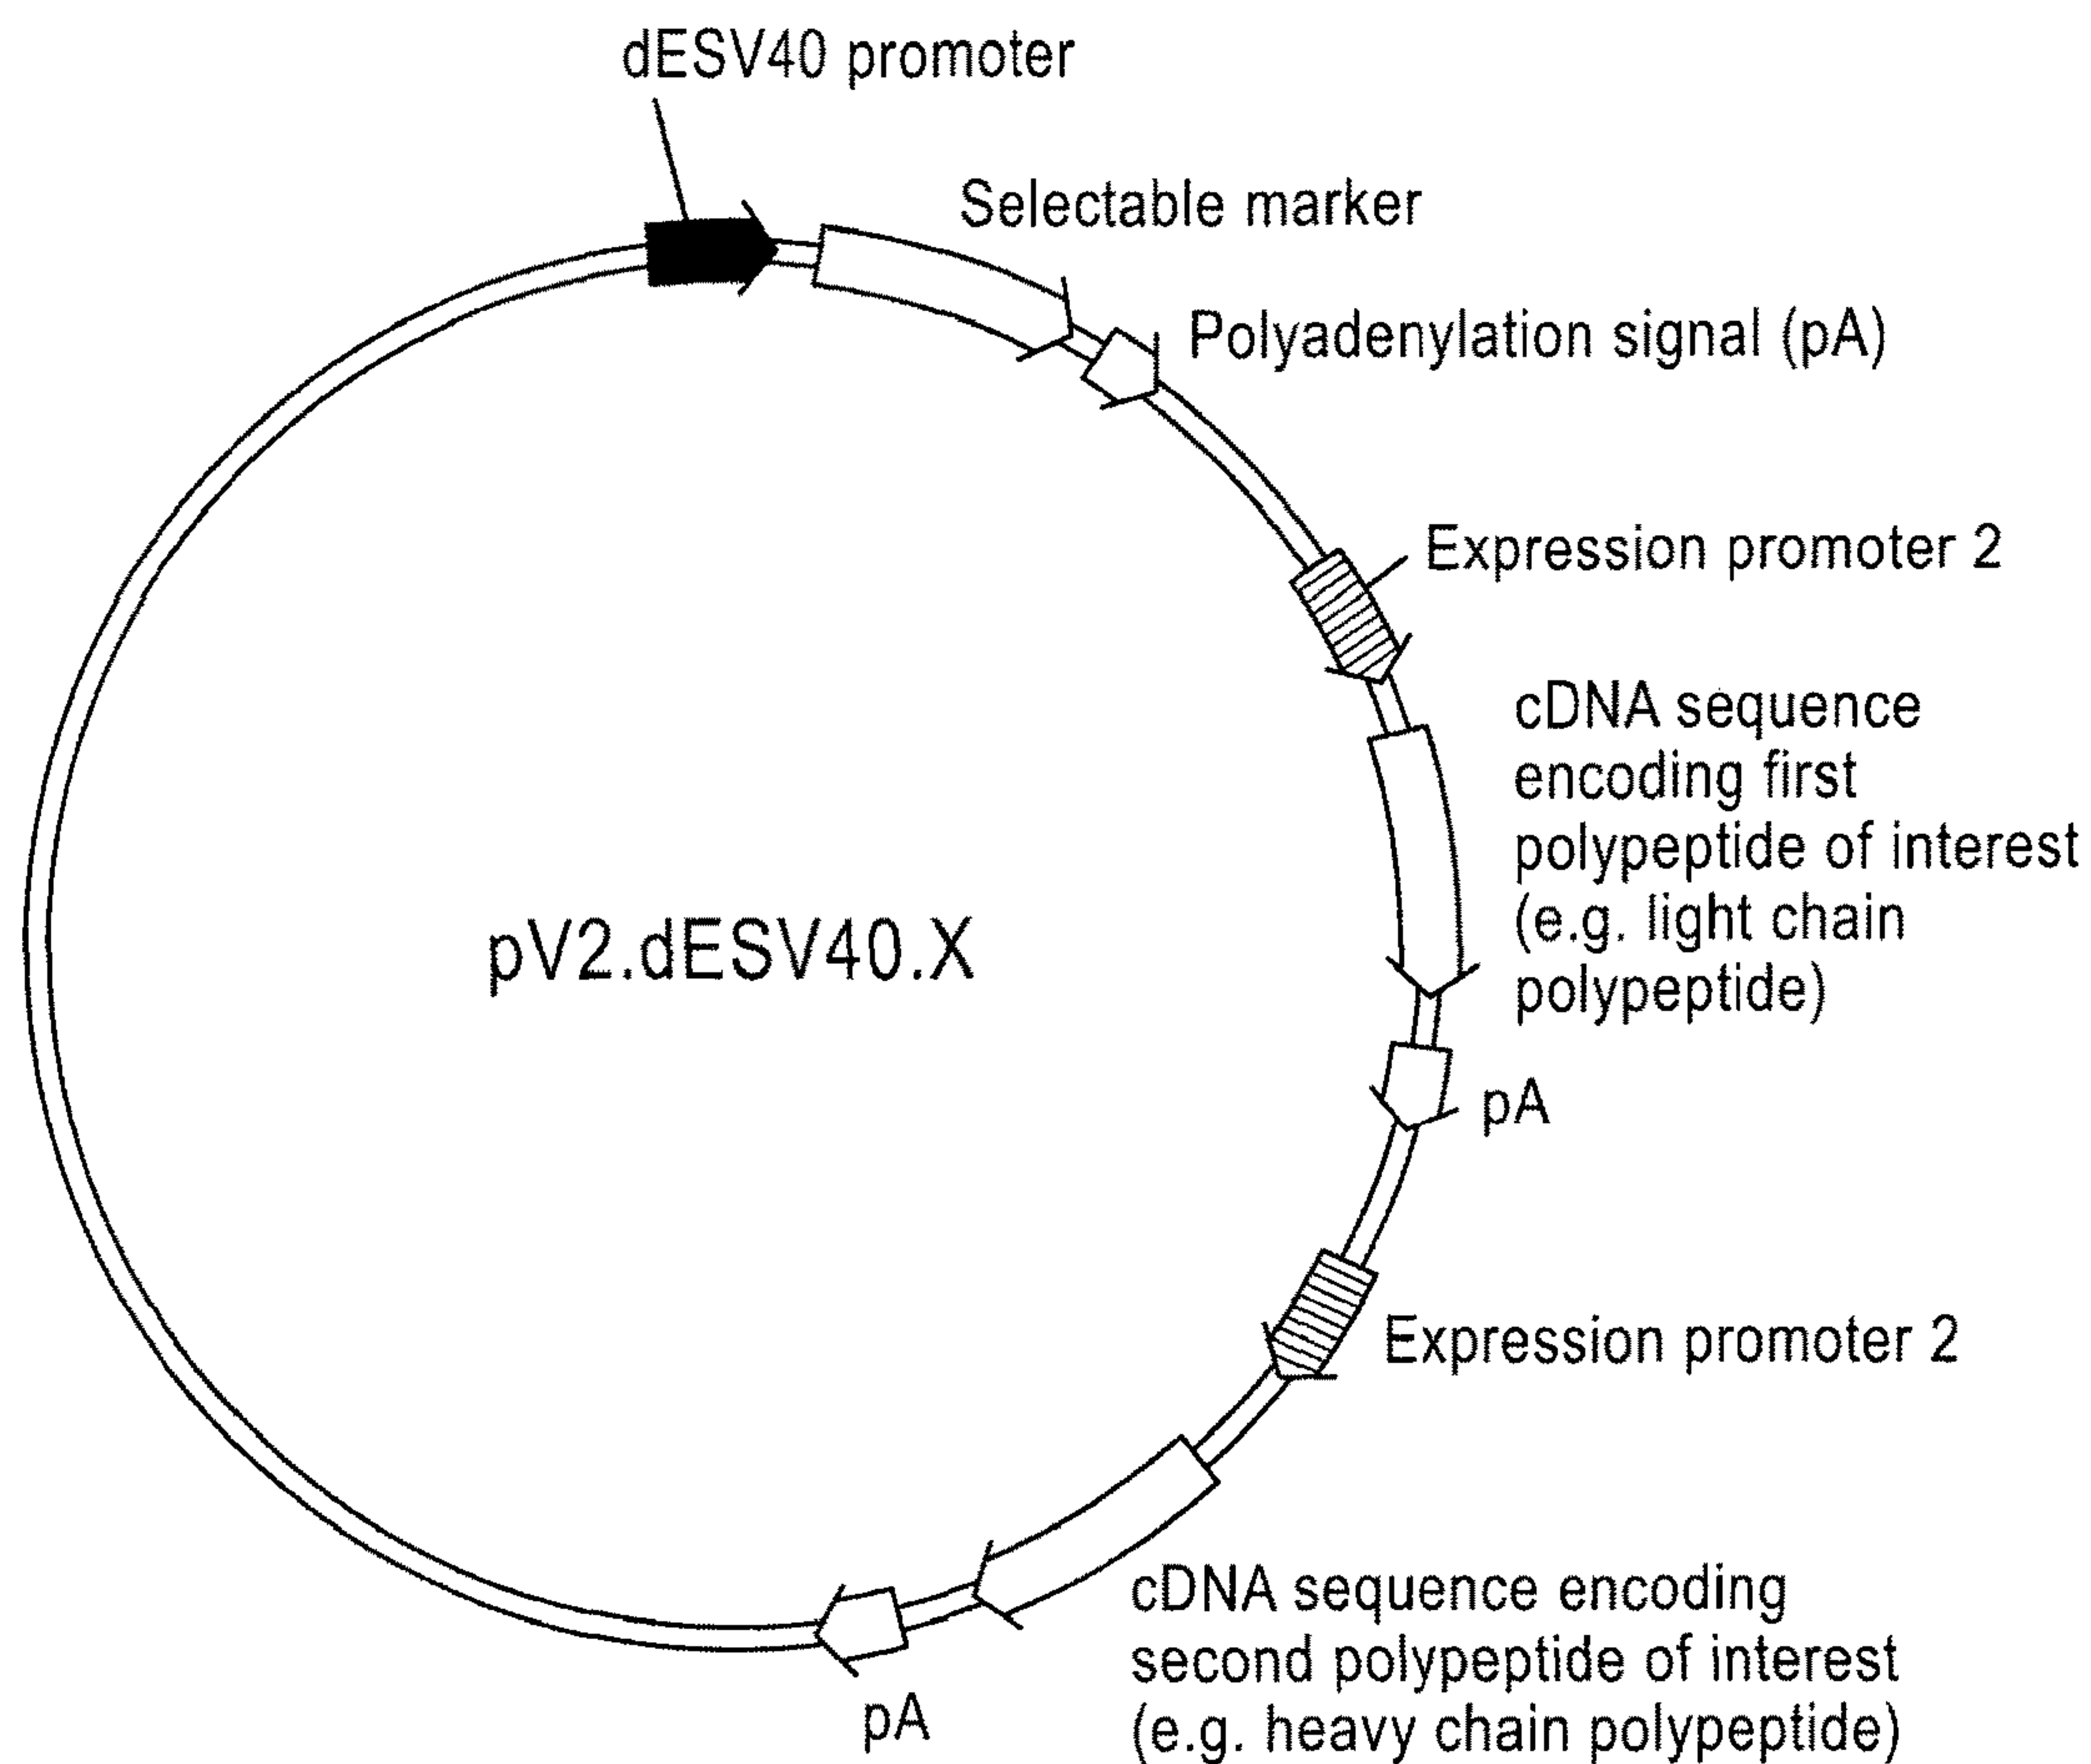 dESV40 promoter
Selectable marker
Polyadenylation signal (pA)
Expression promoter 2
cDNA sequence
encoding first
polypeptide of interest
(e.g. light chain
polypeptide)
pV2.dESV40.X
pA
Expression promoter 2
cDNA sequence encoding
second polypeptide of interest
(e.g. heavy chain polypeptide)
pA